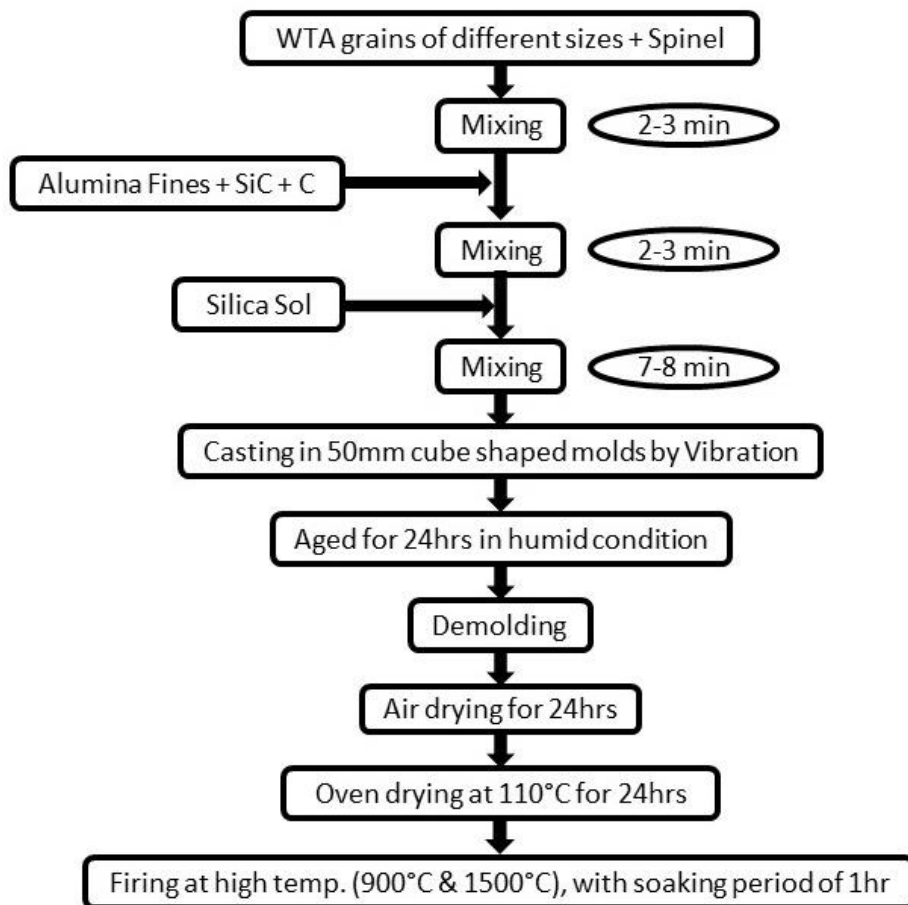 WTA grains of different sizes + Spinel
Mixing
2-3 min
Alumina Fines + SiC + C
Mixing
2-3 min
Silica Sol
Mixing
7-8 min
Casting in 50mm cube shaped molds by Vibration
Aged for 24hrs in humid condition
Demolding
Air drying for 24hrs
Oven drying at 110°C for 24hrs
Firing at high temp. (900°C & 1500°C), with soaking period of 1hr